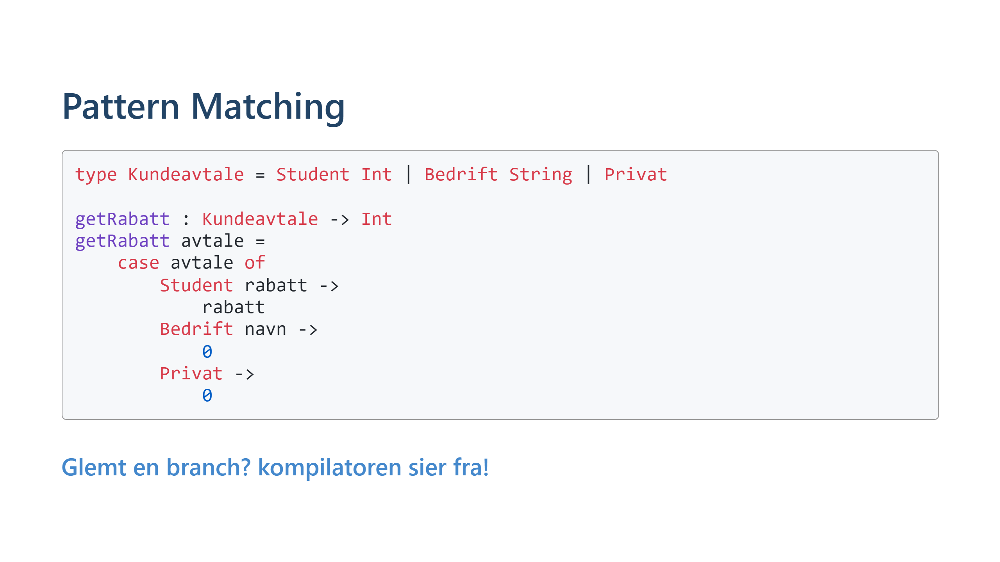 Pattern Matching
type Kundeavtale = Student Int | Bedrift String | Privat
getRabatt : Kundeavtale -> Int
getRabatt avtale =
    case avtale of
        Student rabatt ->
            rabatt
        Bedrift navn ->
            0
        Privat ->
            0
Glemt en branch? kompilatoren sier fra!